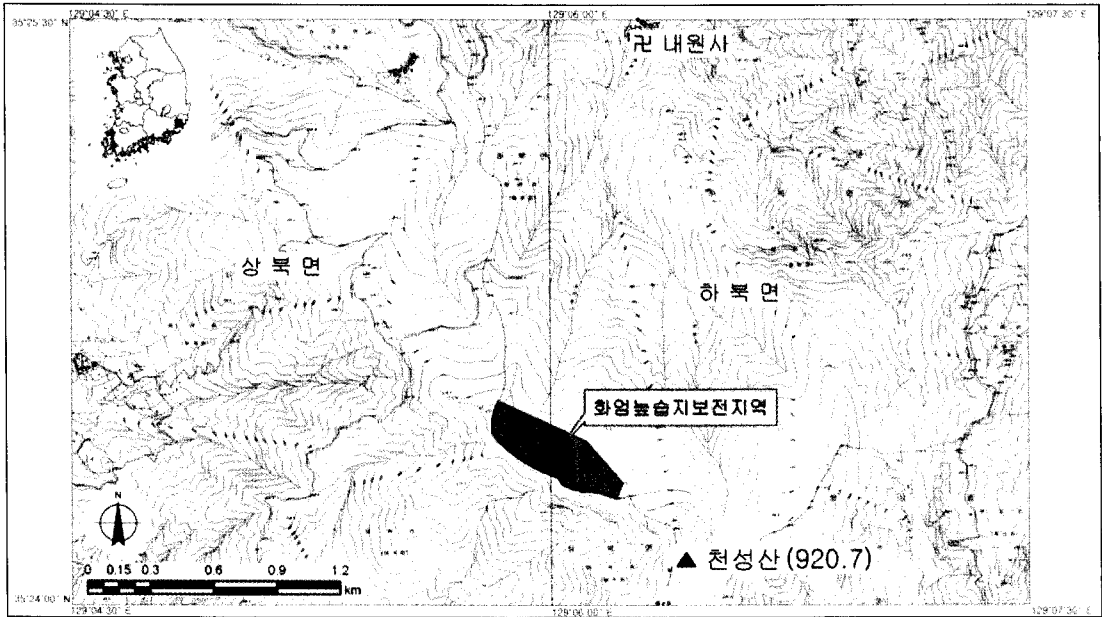 129°04'30" E
129°06'00" E
129°07'30" E
35°25'30" N
卍 내원사
상 북 면
하 북 면
화엄늪습지보전지역
N
▲ 천성산 (920.7)
0 0.15 0.3 0.6 0.9 1.2
km
35°24'00" N
129°04'30" E
129°06'00" E
129°07'30" E